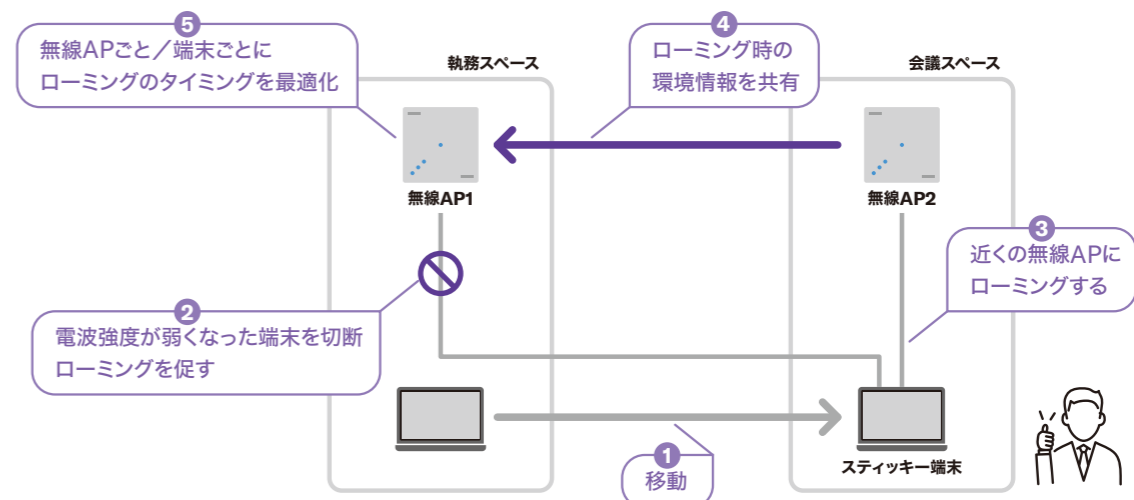 5
無線APごと／端末ごとに
ローミングのタイミングを最適化
4
ローミング時の
環境情報を共有
執務スペース
会議スペース
無線AP1
無線AP2
3
近くの無線APに
ローミングする
2
電波強度が弱くなった端末を切断
ローミングを促す
スティッキー端末
1
移動